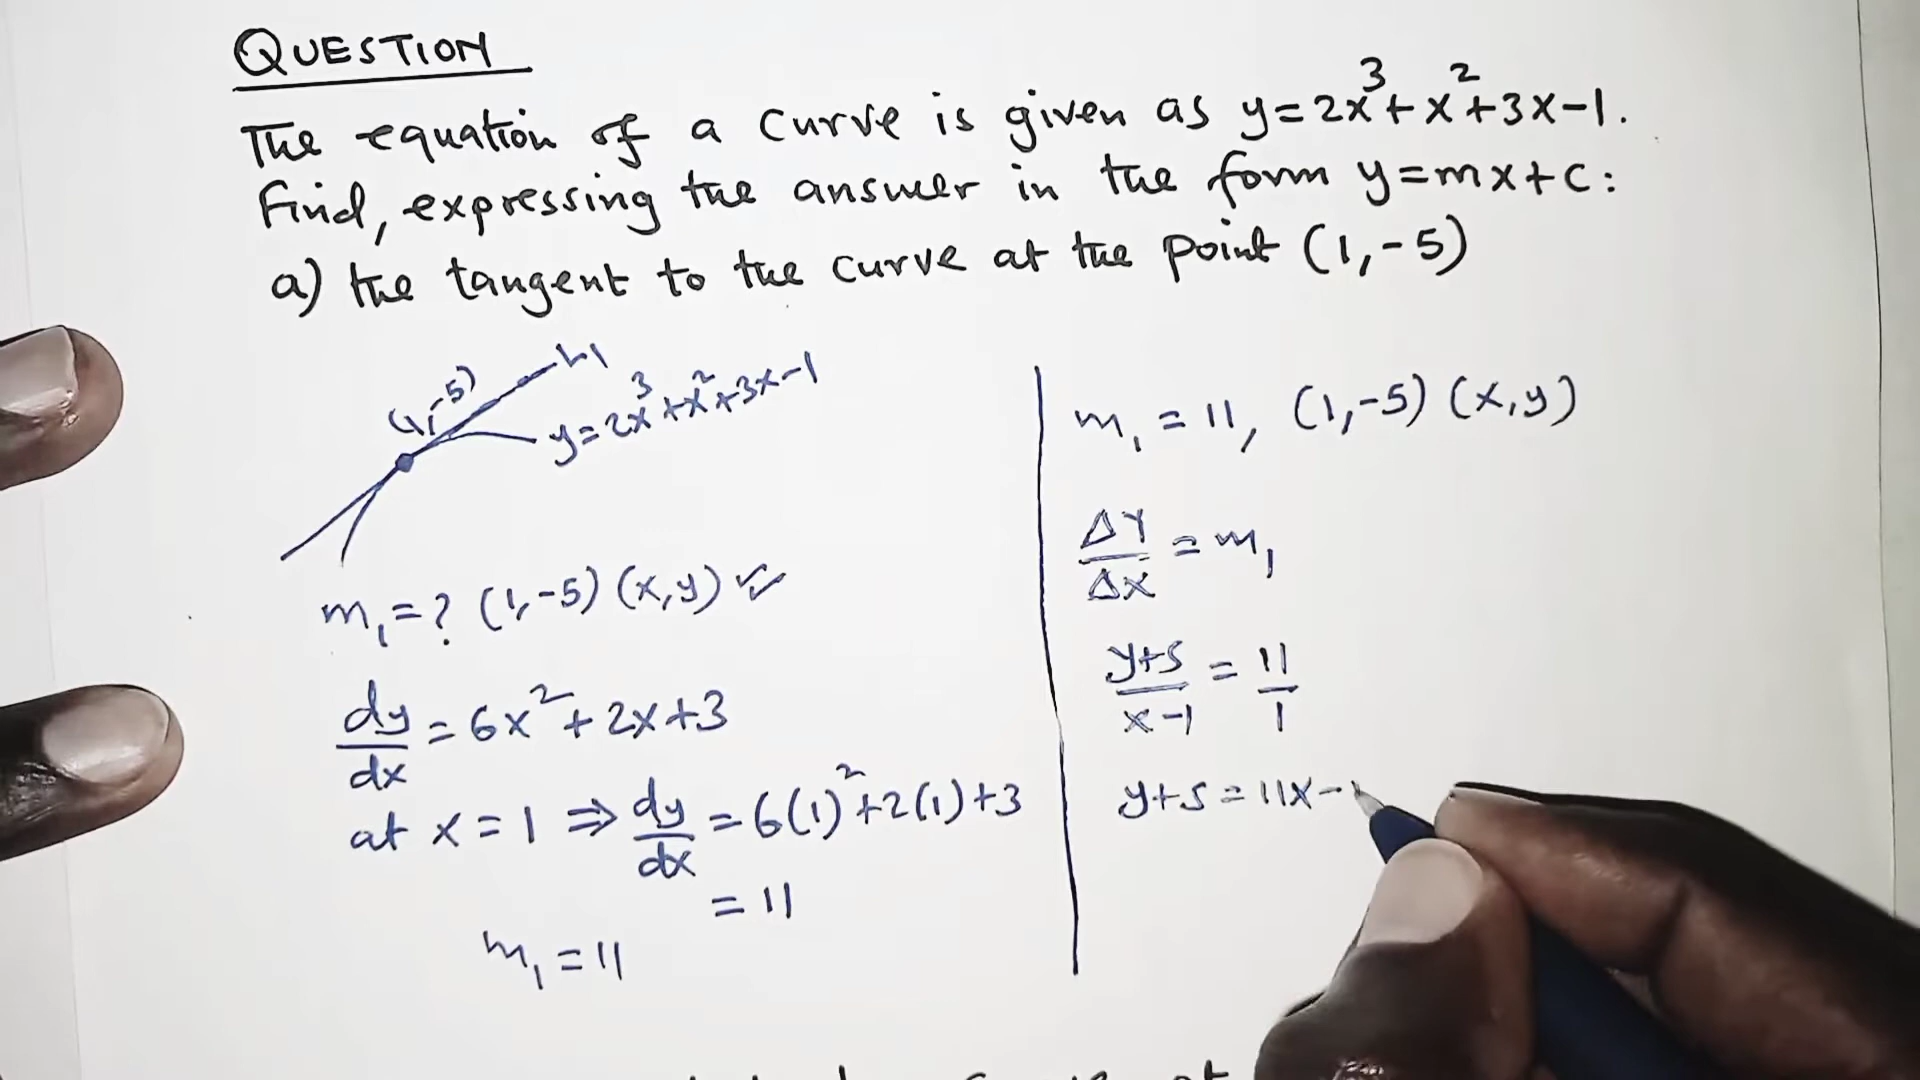 QUESTION
The equation of a curve is given as y=2x³+x²+3x-1.
Find, expressing the answer in the form y=mx+c:
a) the tangent to the curve at the point (1,-5)
(1,-5)
L1
y=2x³+x²+3x-1
m₁=? (1,-5) (x,y) ✓
dy/dx = 6x²+2x+3
at x=1 ⇒ dy/dx = 6(1)²+2(1)+3
= 11
m₁ = 11
m₁ = 11, (1,-5) (x,y)
ΔY/ΔX = m₁
y+5/x-1 = 11/1
y+5 = 11x-